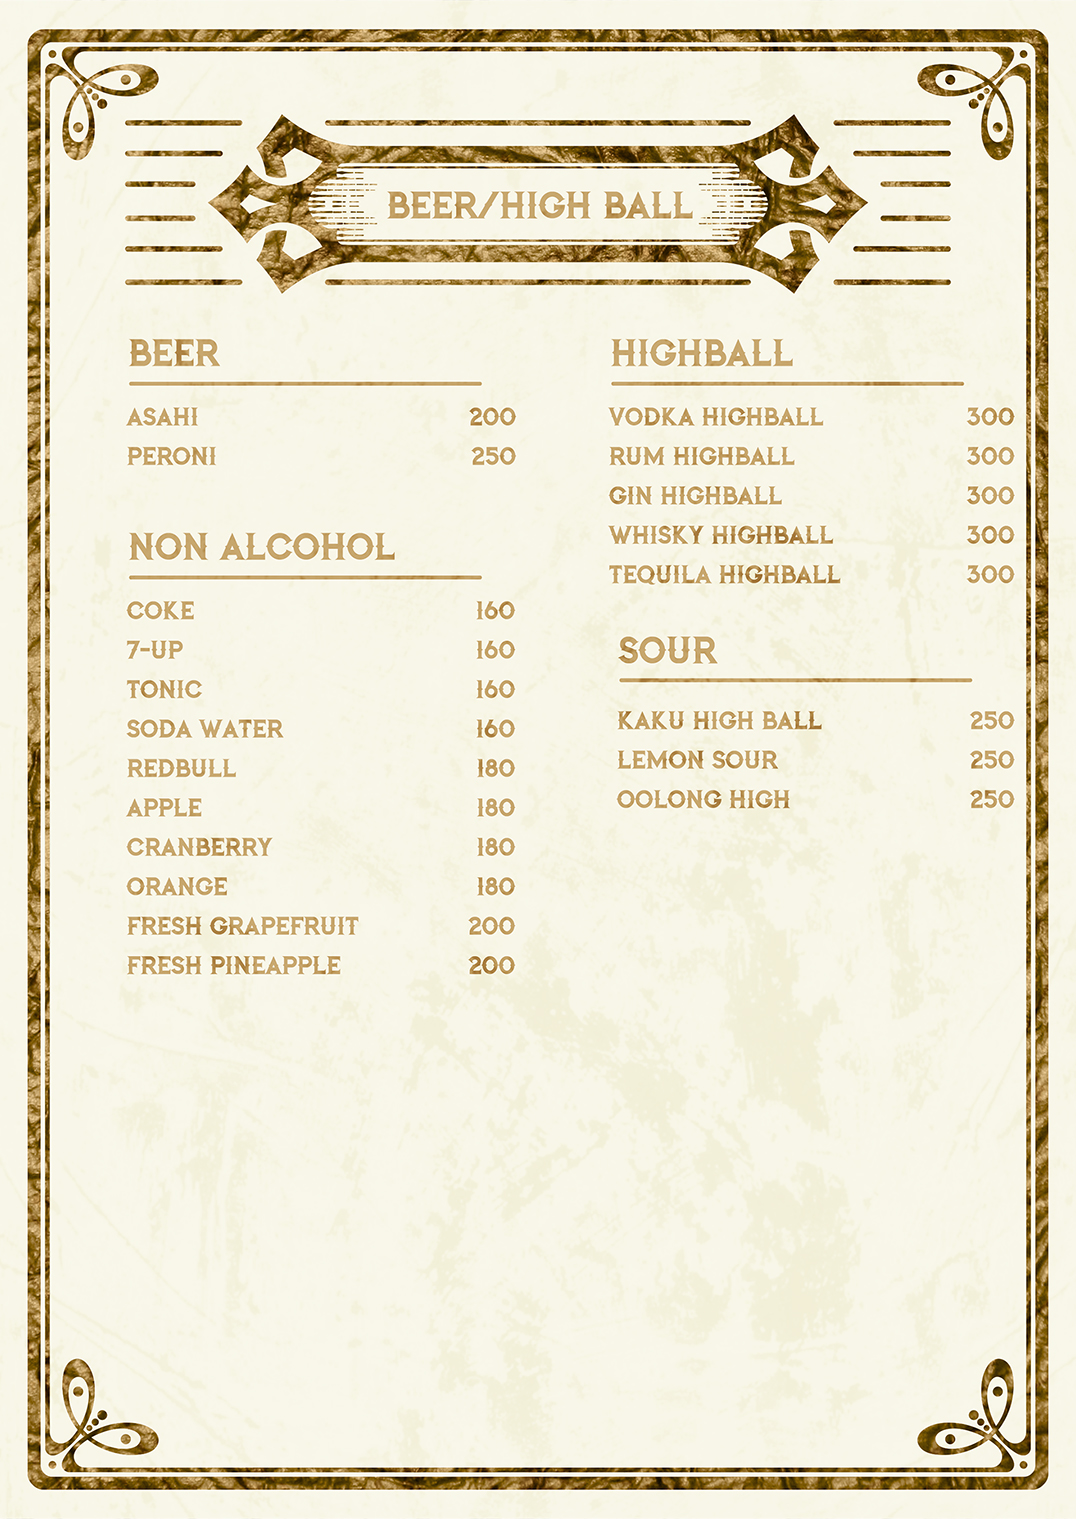 BEER/HIGH BALL
BEER
ASAHI 200
PERONI 250
NON ALCOHOL
COKE 160
7-UP 160
TONIC 160
SODA WATER 160
REDBULL 180
APPLE 180
CRANBERRY 180
ORANGE 180
FRESH GRAPEFRUIT 200
FRESH PINEAPPLE 200
HIGHBALL
VODKA HIGHBALL 300
RUM HIGHBALL 300
GIN HIGHBALL 300
WHISKY HIGHBALL 300
TEQUILA HIGHBALL 300
SOUR
KAKU HIGH BALL 250
LEMON SOUR 250
OOLONG HIGH 250